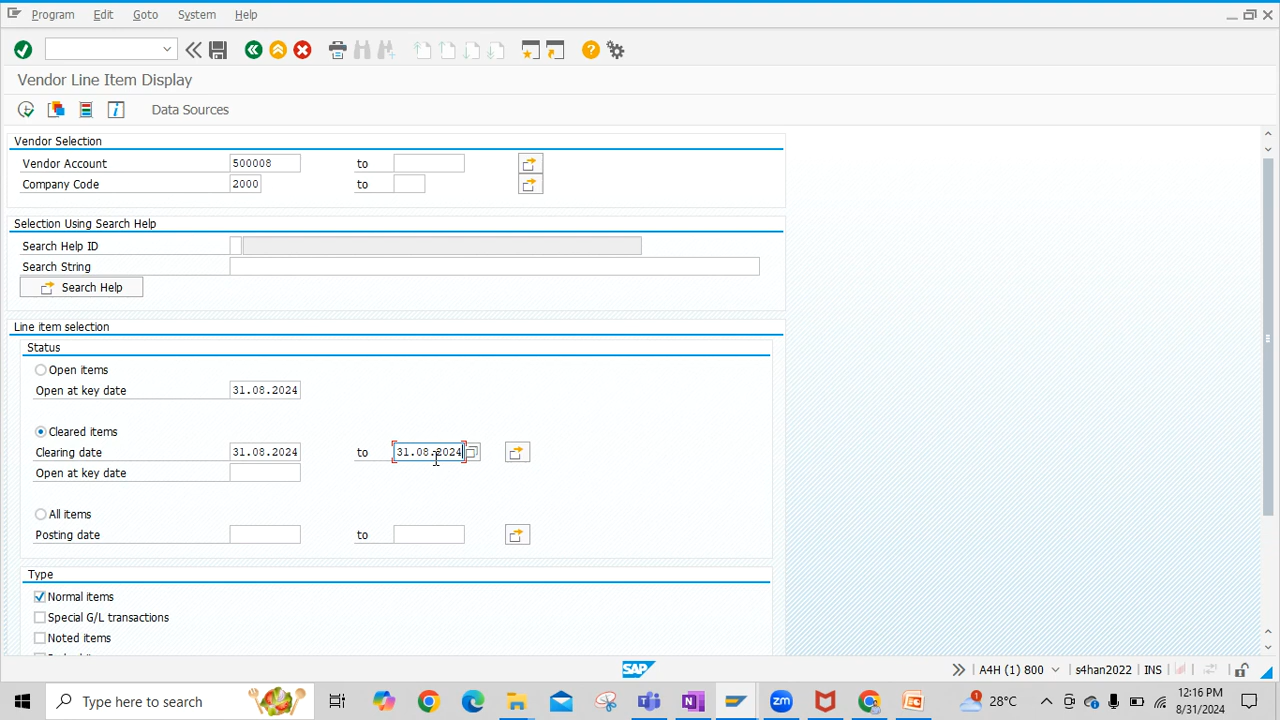 Program Edit Goto System Help
Vendor Line Item Display
Data Sources
Vendor Selection
Vendor Account 500008 to
Company Code 2000 to
Selection Using Search Help
Search Help ID
Search String
Search Help
Line item selection
Status
Open items
Open at key date 31.08.2024
Cleared items
Clearing date 31.08.2024 to 31.08.2024
Open at key date
All items
Posting date to
Type
Normal items
Special G/L transactions
Noted items
SAP A4H (1) 800 s4han2022 INS
Type here to search 28°C 12:16 PM
8/31/2024